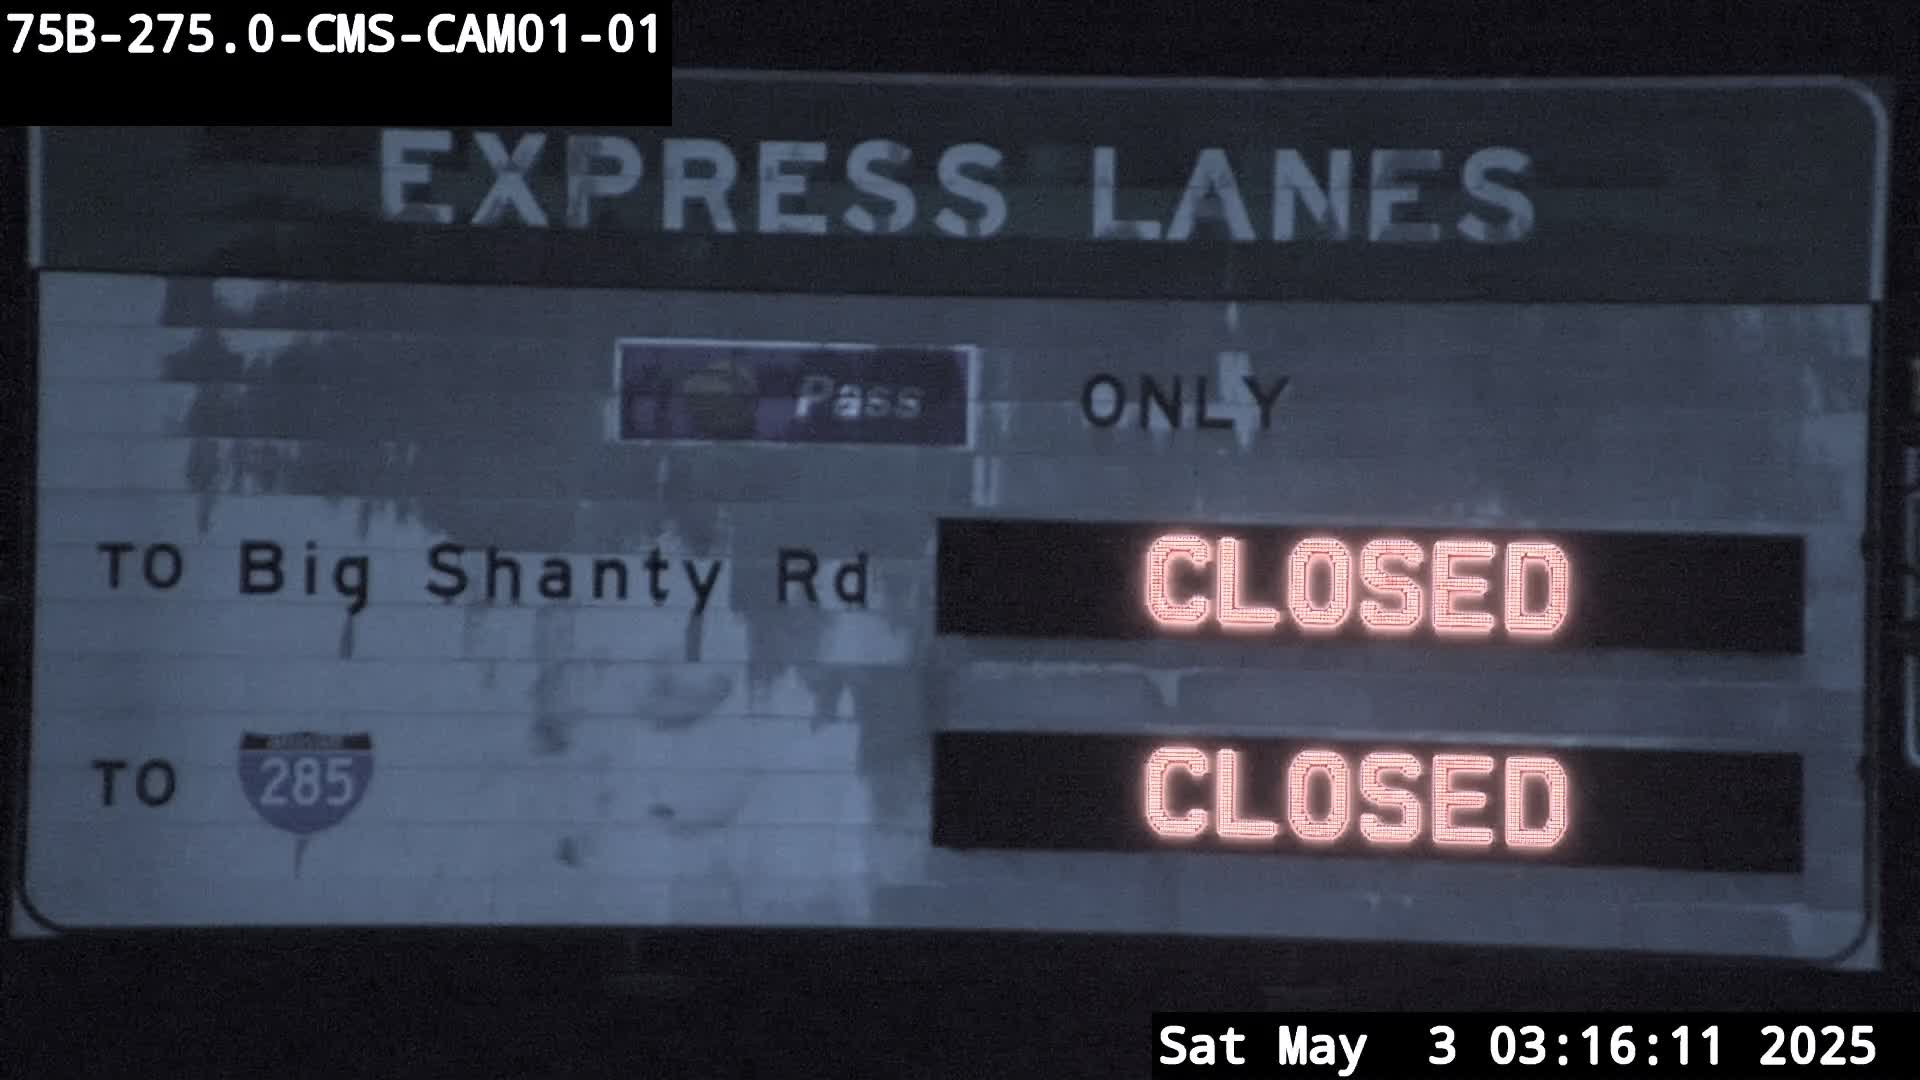 75B-275.0-CMS-CAM01-01
EXPRESS LANES
Pass ONLY
TO Big Shanty Rd CLOSED
TO 285 CLOSED
Sat May 3 03:16:11 2025